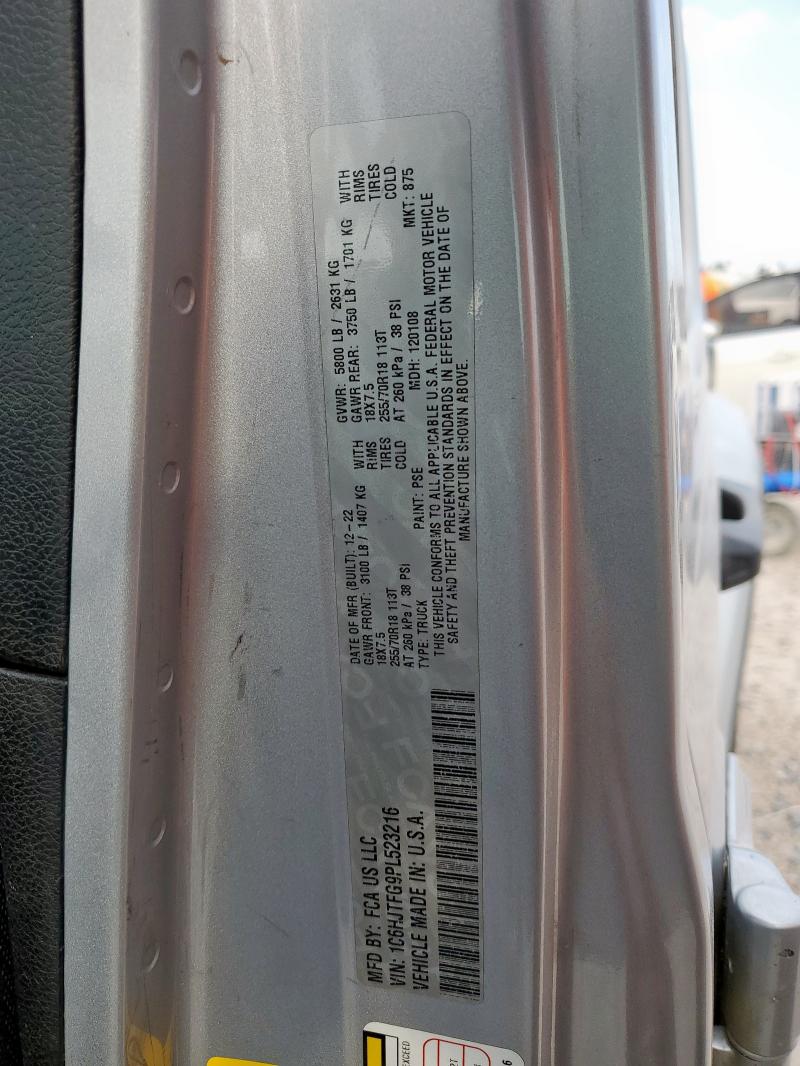 MFD BY: FCA US LLC
VIN: 1C6HJTFG9PL523216
VEHICLE MADE IN: U.S.A.
DATE OF MFR (BUILT): 12-22 GVWR: 5800 LB / 2631 KG
GAWR FRONT: 3100 LB / 1407 KG WITH GAWR REAR: 3750 LB / 1701 KG WITH
18X7.5 RIMS 18X7.5 RIMS
255/70R18 113T TIRES 255/70R18 113T TIRES
AT 260 kPa / 38 PSI COLD AT 260 kPa / 38 PSI COLD
TYPE: TRUCK PAINT: PSE MDH: 120108 MKT: 875
THIS VEHICLE CONFORMS TO ALL APPLICABLE U.S.A. FEDERAL MOTOR VEHICLE
SAFETY AND THEFT PREVENTION STANDARDS IN EFFECT ON THE DATE OF
MANUFACTURE SHOWN ABOVE.
EXCEED